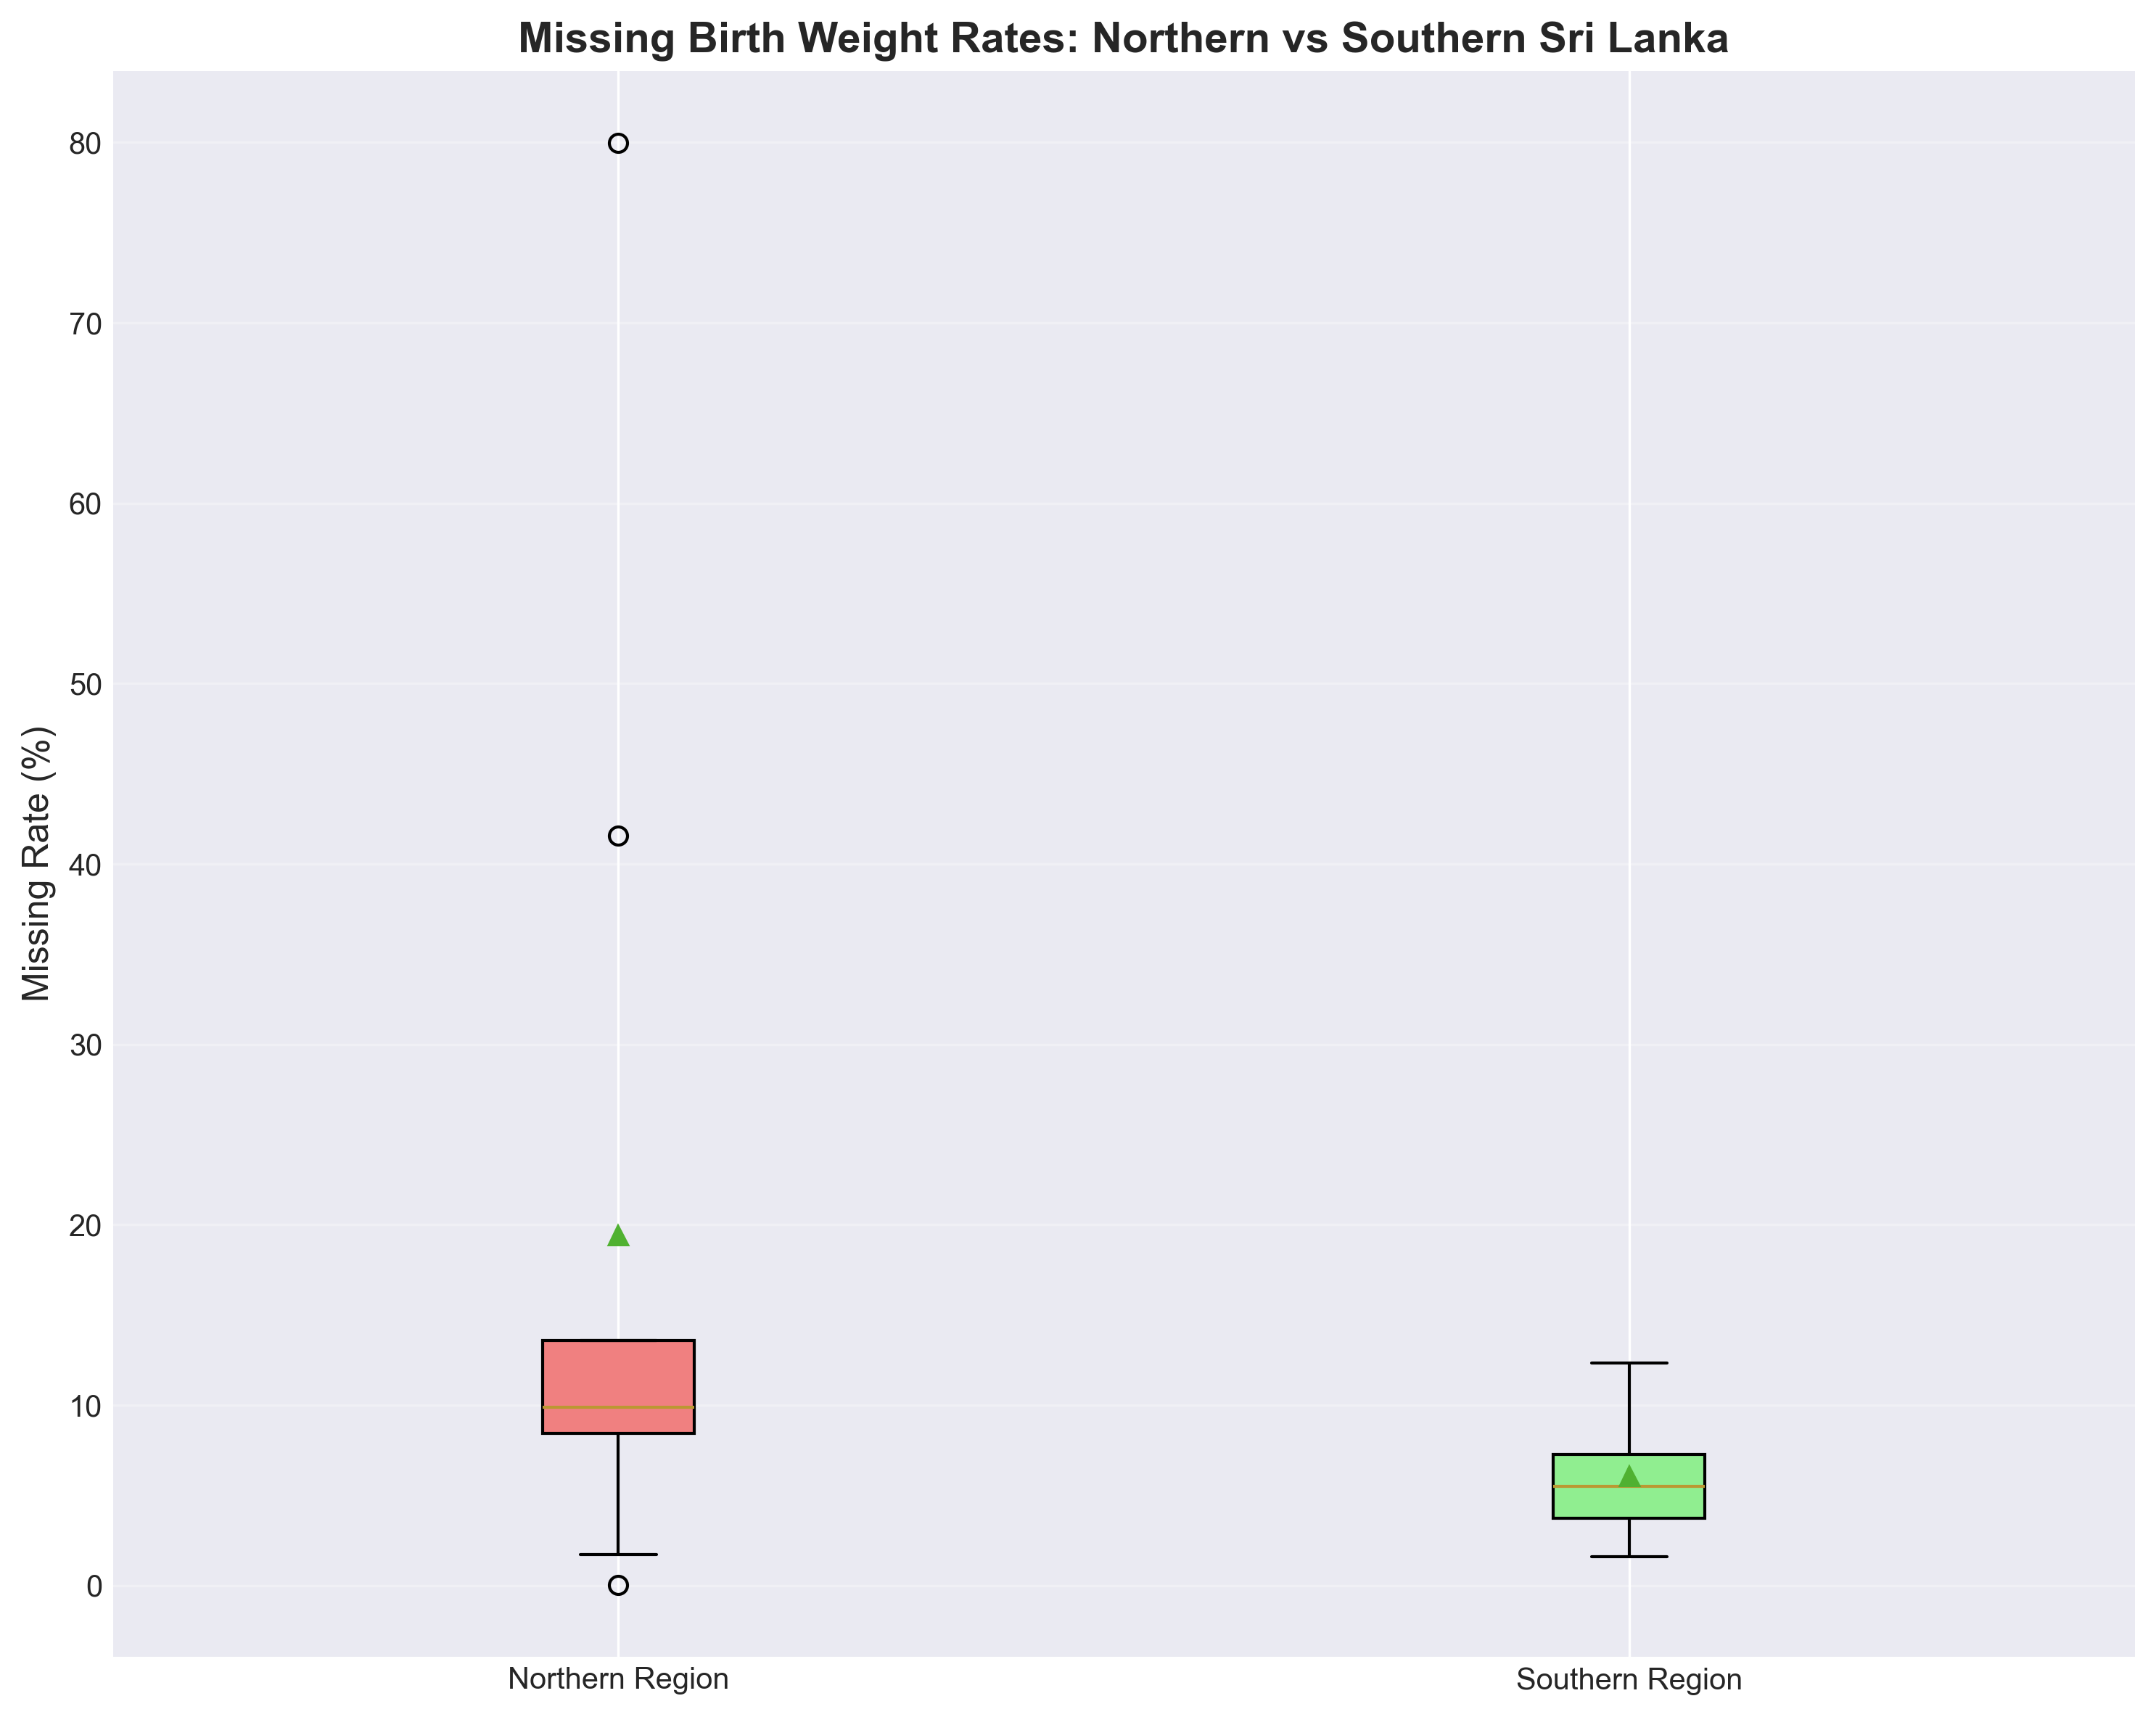 Missing Birth Weight Rates: Northern vs Southern Sri Lanka
Missing Rate (%)
80
70
60
50
40
30
20
10
0
Northern Region
Southern Region